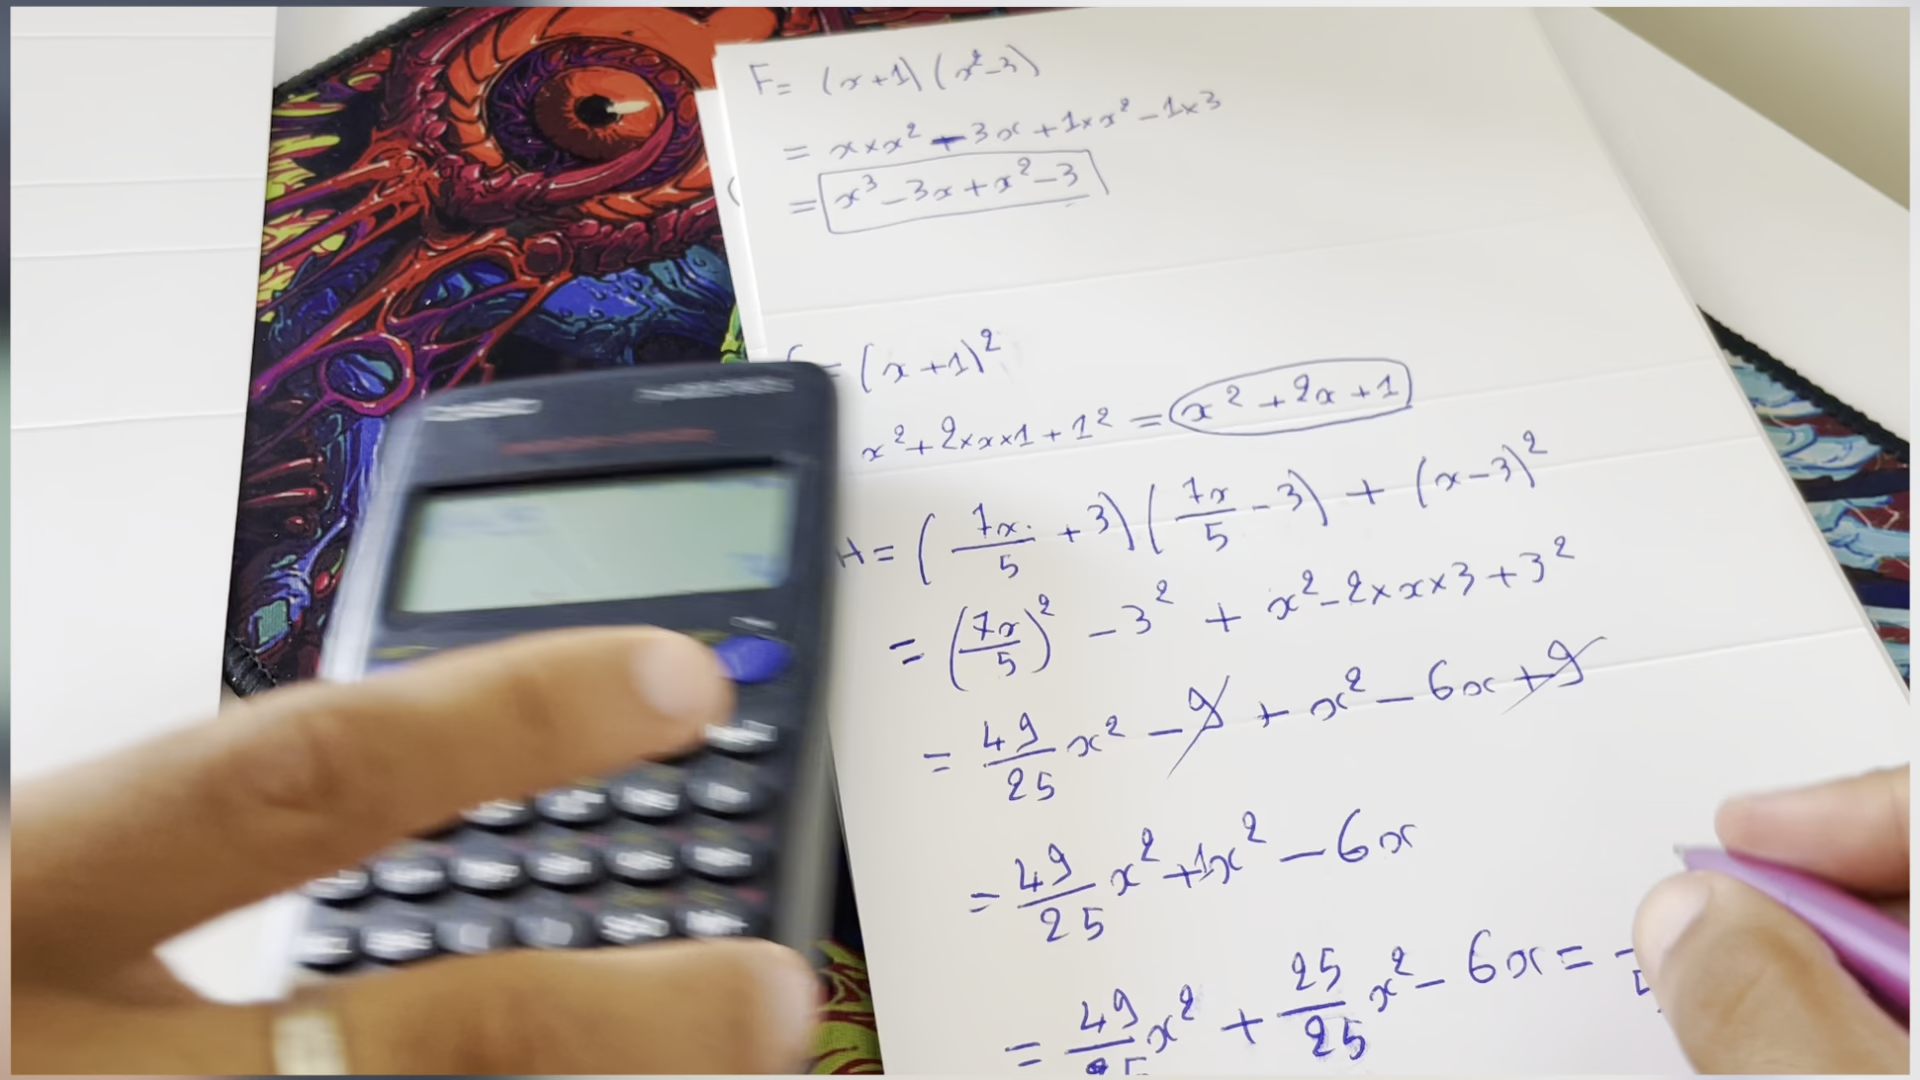 F= (x+1)(x²-3)
= x×x² - 3x + 1×x² - 1×3
= x³ - 3x + x² - 3
= (x+1)²
x² + 2×x×1 + 1² = x² + 2x + 1
A = (7x/5 + 3)(7x/5 - 3) + (x-3)²
= (7x/5)² - 3² + x² - 2×x×3 + 3²
= 49/25 x² - 9 + x² - 6x + 9
= 49/25 x² + 1x² - 6x
= 49/25 x² + 25/25 x² - 6x =